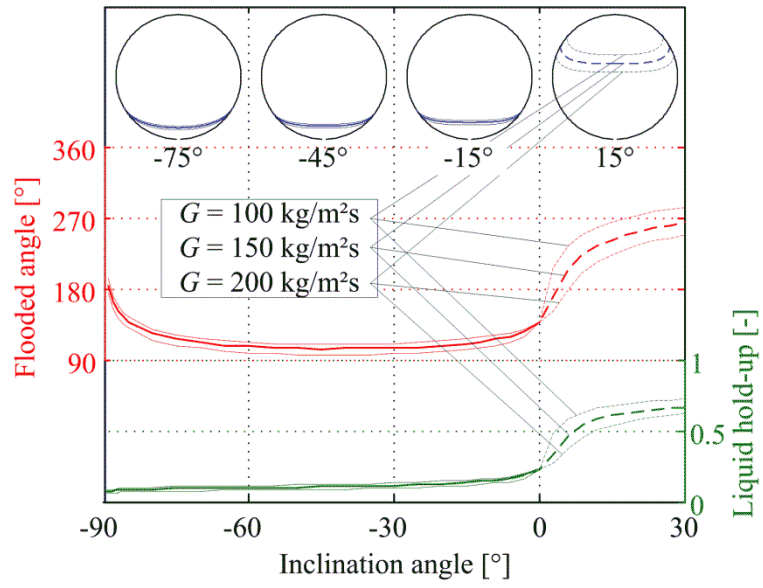 -75° -45° -15° 15°
360
270
180
90
Flooded angle [°]
G = 100 kg/m²s
G = 150 kg/m²s
G = 200 kg/m²s
1
0.5
0
Liquid hold-up [-]
-90 -60 -30 0 30
Inclination angle [°]